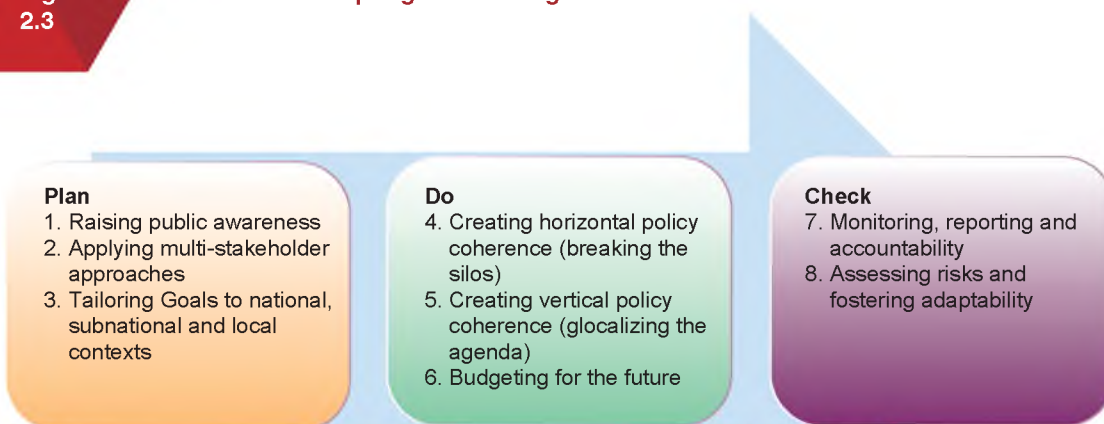 2.3
Plan
1. Raising public awareness
2. Applying multi-stakeholder
approaches
3. Tailoring Goals to national,
subnational and local
contexts
Do
4. Creating horizontal policy
coherence (breaking the
silos)
5. Creating vertical policy
coherence (glocalizing the
agenda)
6. Budgeting for the future
Check
7. Monitoring, reporting and
accountability
8. Assessing risks and
fostering adaptability